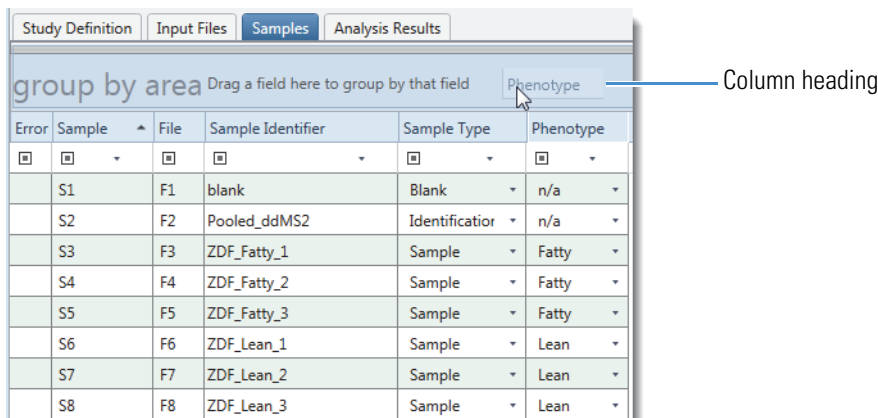 Study Definition Input Files Samples Analysis Results
group by area Drag a field here to group by that field Phenotype Column heading
Error Sample File Sample Identifier Sample Type Phenotype
S1 F1 blank Blank n/a
S2 F2 Pooled_ddMS2 Identificatior n/a
S3 F3 ZDF_Fatty_1 Sample Fatty
S4 F4 ZDF_Fatty_2 Sample Fatty
S5 F5 ZDF_Fatty_3 Sample Fatty
S6 F6 ZDF_Lean_1 Sample Lean
S7 F7 ZDF_Lean_2 Sample Lean
S8 F8 ZDF_Lean_3 Sample Lean